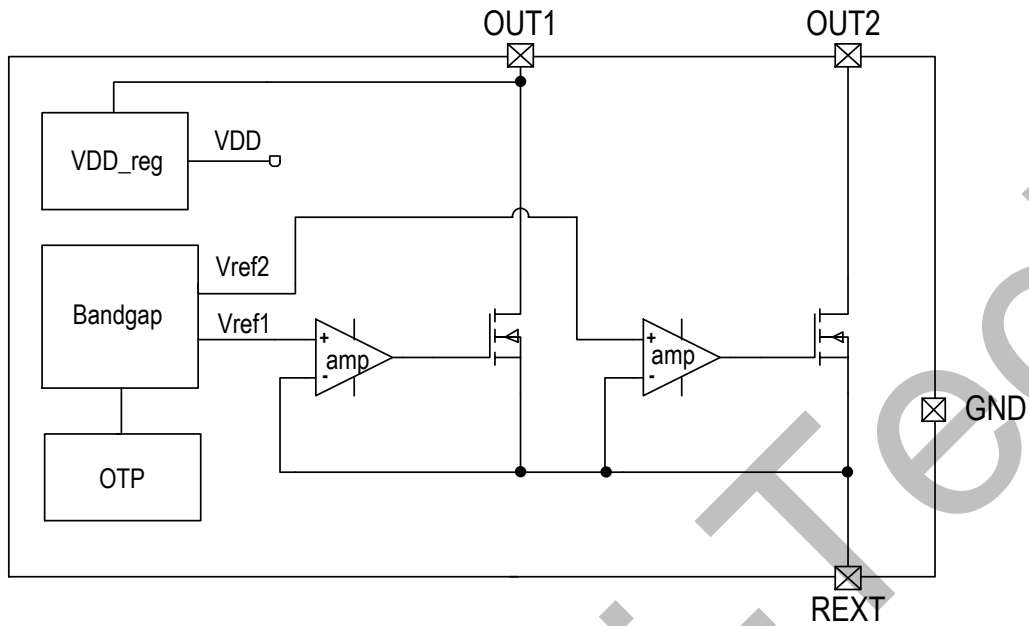 OUT1
OUT2
VDD_reg
VDD
Bandgap
Vref2
Vref1
+
amp
-
+
amp
-
GND
OTP
REXT